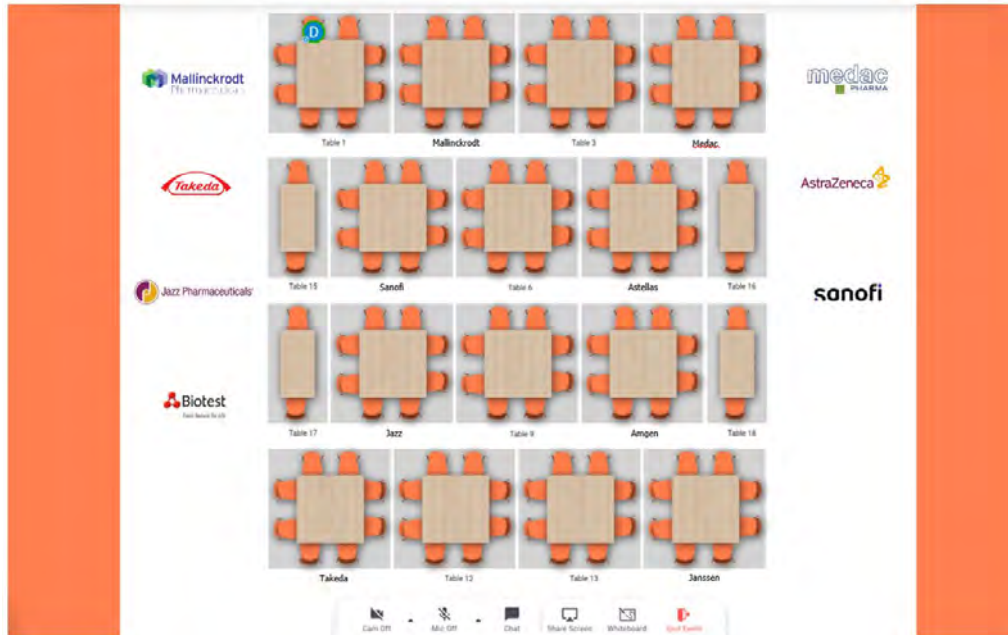 D
Mallinckrodt
Pharmaceuticals
medac
PHARMA
Table 1
Mallinckrodt
Table 3
Medac.
Takeda
AstraZeneca
Table 15
Sanofi
Table 6
Astellas
Table 16
Jazz Pharmaceuticals
sanofi
Biotest
Table 17
Jazz
Table 9
Amgen
Table 18
Takeda
Table 12
Table 13
Janssen
Cam Off
Mic Off
Chat
Share Screen
Whiteboard
Quit Event